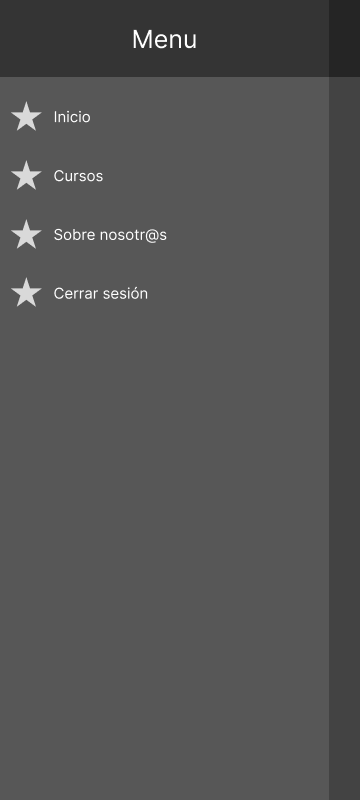 Menu
Inicio
Cursos
Sobre nosotr@s
Cerrar sesión